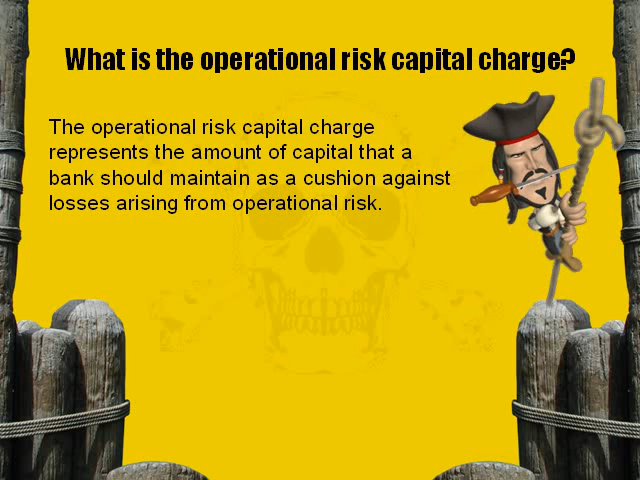 What is the operational risk capital charge?
The operational risk capital charge
represents the amount of capital that a
bank should maintain as a cushion against
losses arising from operational risk.